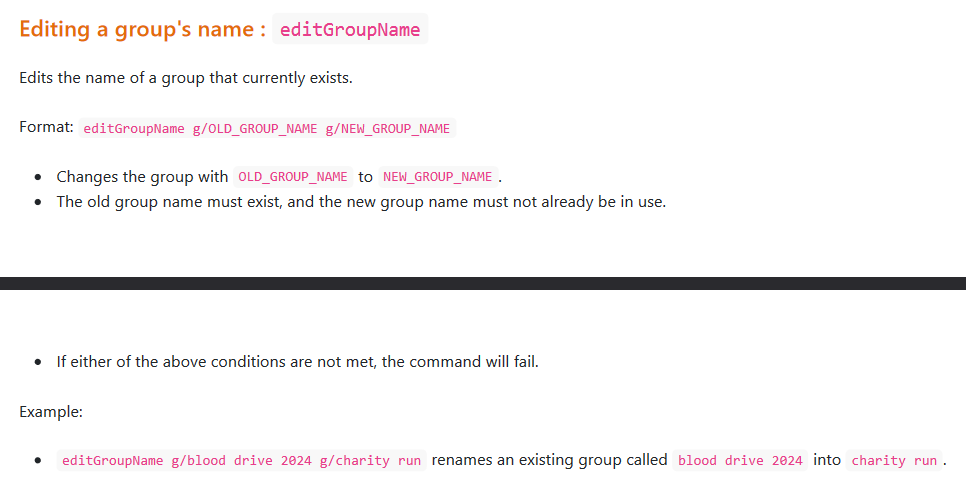 Editing a group's name : editGroupName
Edits the name of a group that currently exists.
Format: editGroupName g/OLD_GROUP_NAME g/NEW_GROUP_NAME
• Changes the group with OLD_GROUP_NAME to NEW_GROUP_NAME.
• The old group name must exist, and the new group name must not already be in use.
• If either of the above conditions are not met, the command will fail.
Example:
• editGroupName g/blood drive 2024 g/charity run renames an existing group called blood drive 2024 into charity run.